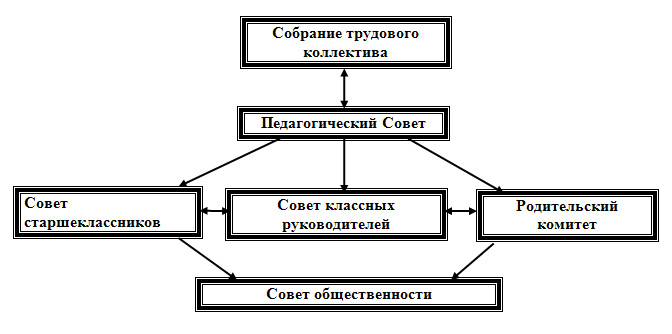 Собрание трудового
коллектива
Педагогический Совет
Совет
старшеклассников
Совет классных
руководителей
Родительский
комитет
Совет общественности